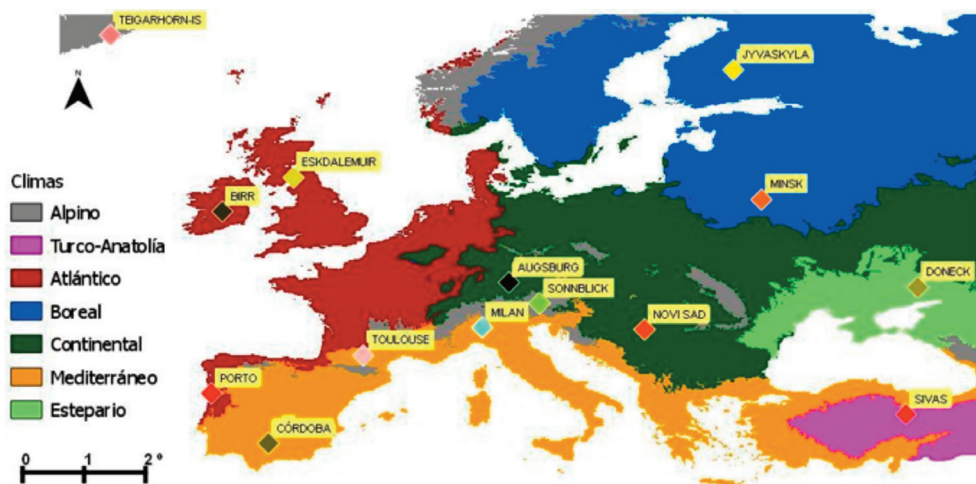 TEIGARHORN-IS
JYVASKYLA
N
ESKDALEMUIR
Climas
BIRR
MINSK
Alpino
Turco-Anatolía
Atlántico
AUGSBURG
DONECK
SONNBLICK
Boreal
MILAN
NOVI SAD
Continental
TOULOUSE
Mediterráneo
PORTO
SIVAS
Estepario
CÓRDOBA
0 1 2 º